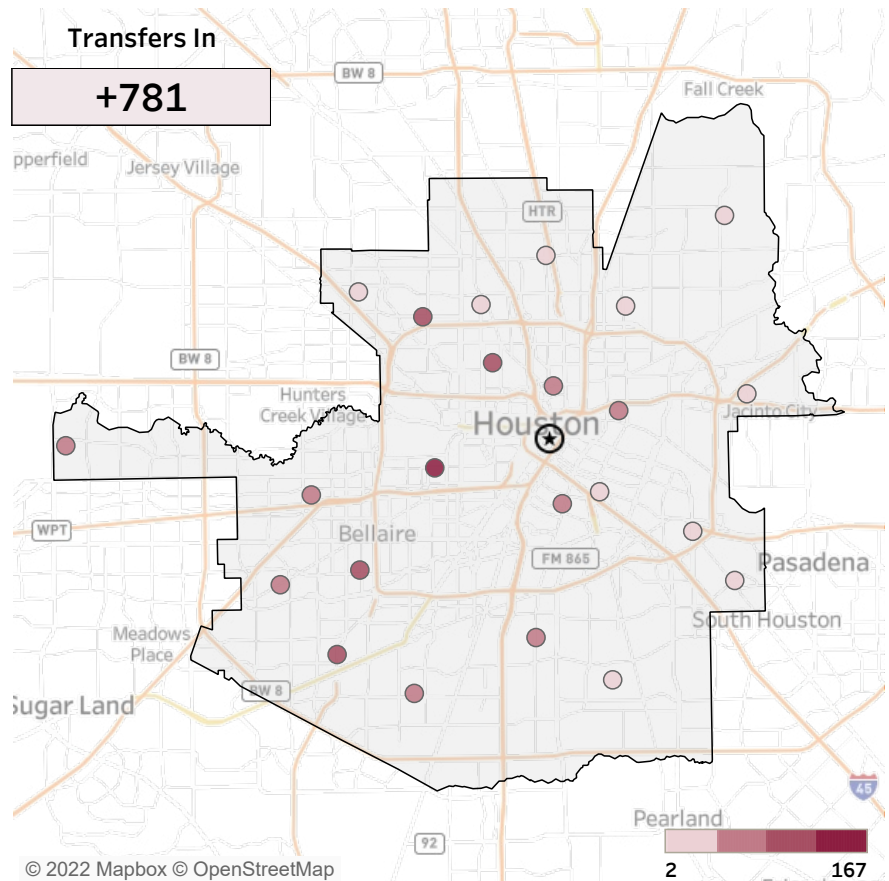 Transfers In
+781
BW 8
Fall Creek
pperfield
Jersey Village
HTR
BW 8
Hunters
Creek Village
Jacinto City
Houston
WPT
Bellaire
FM 865
Pasadena
South Houston
Meadows
Place
BW 8
Sugar Land
45
Pearland
92
2
167
© 2022 Mapbox © OpenStreetMap